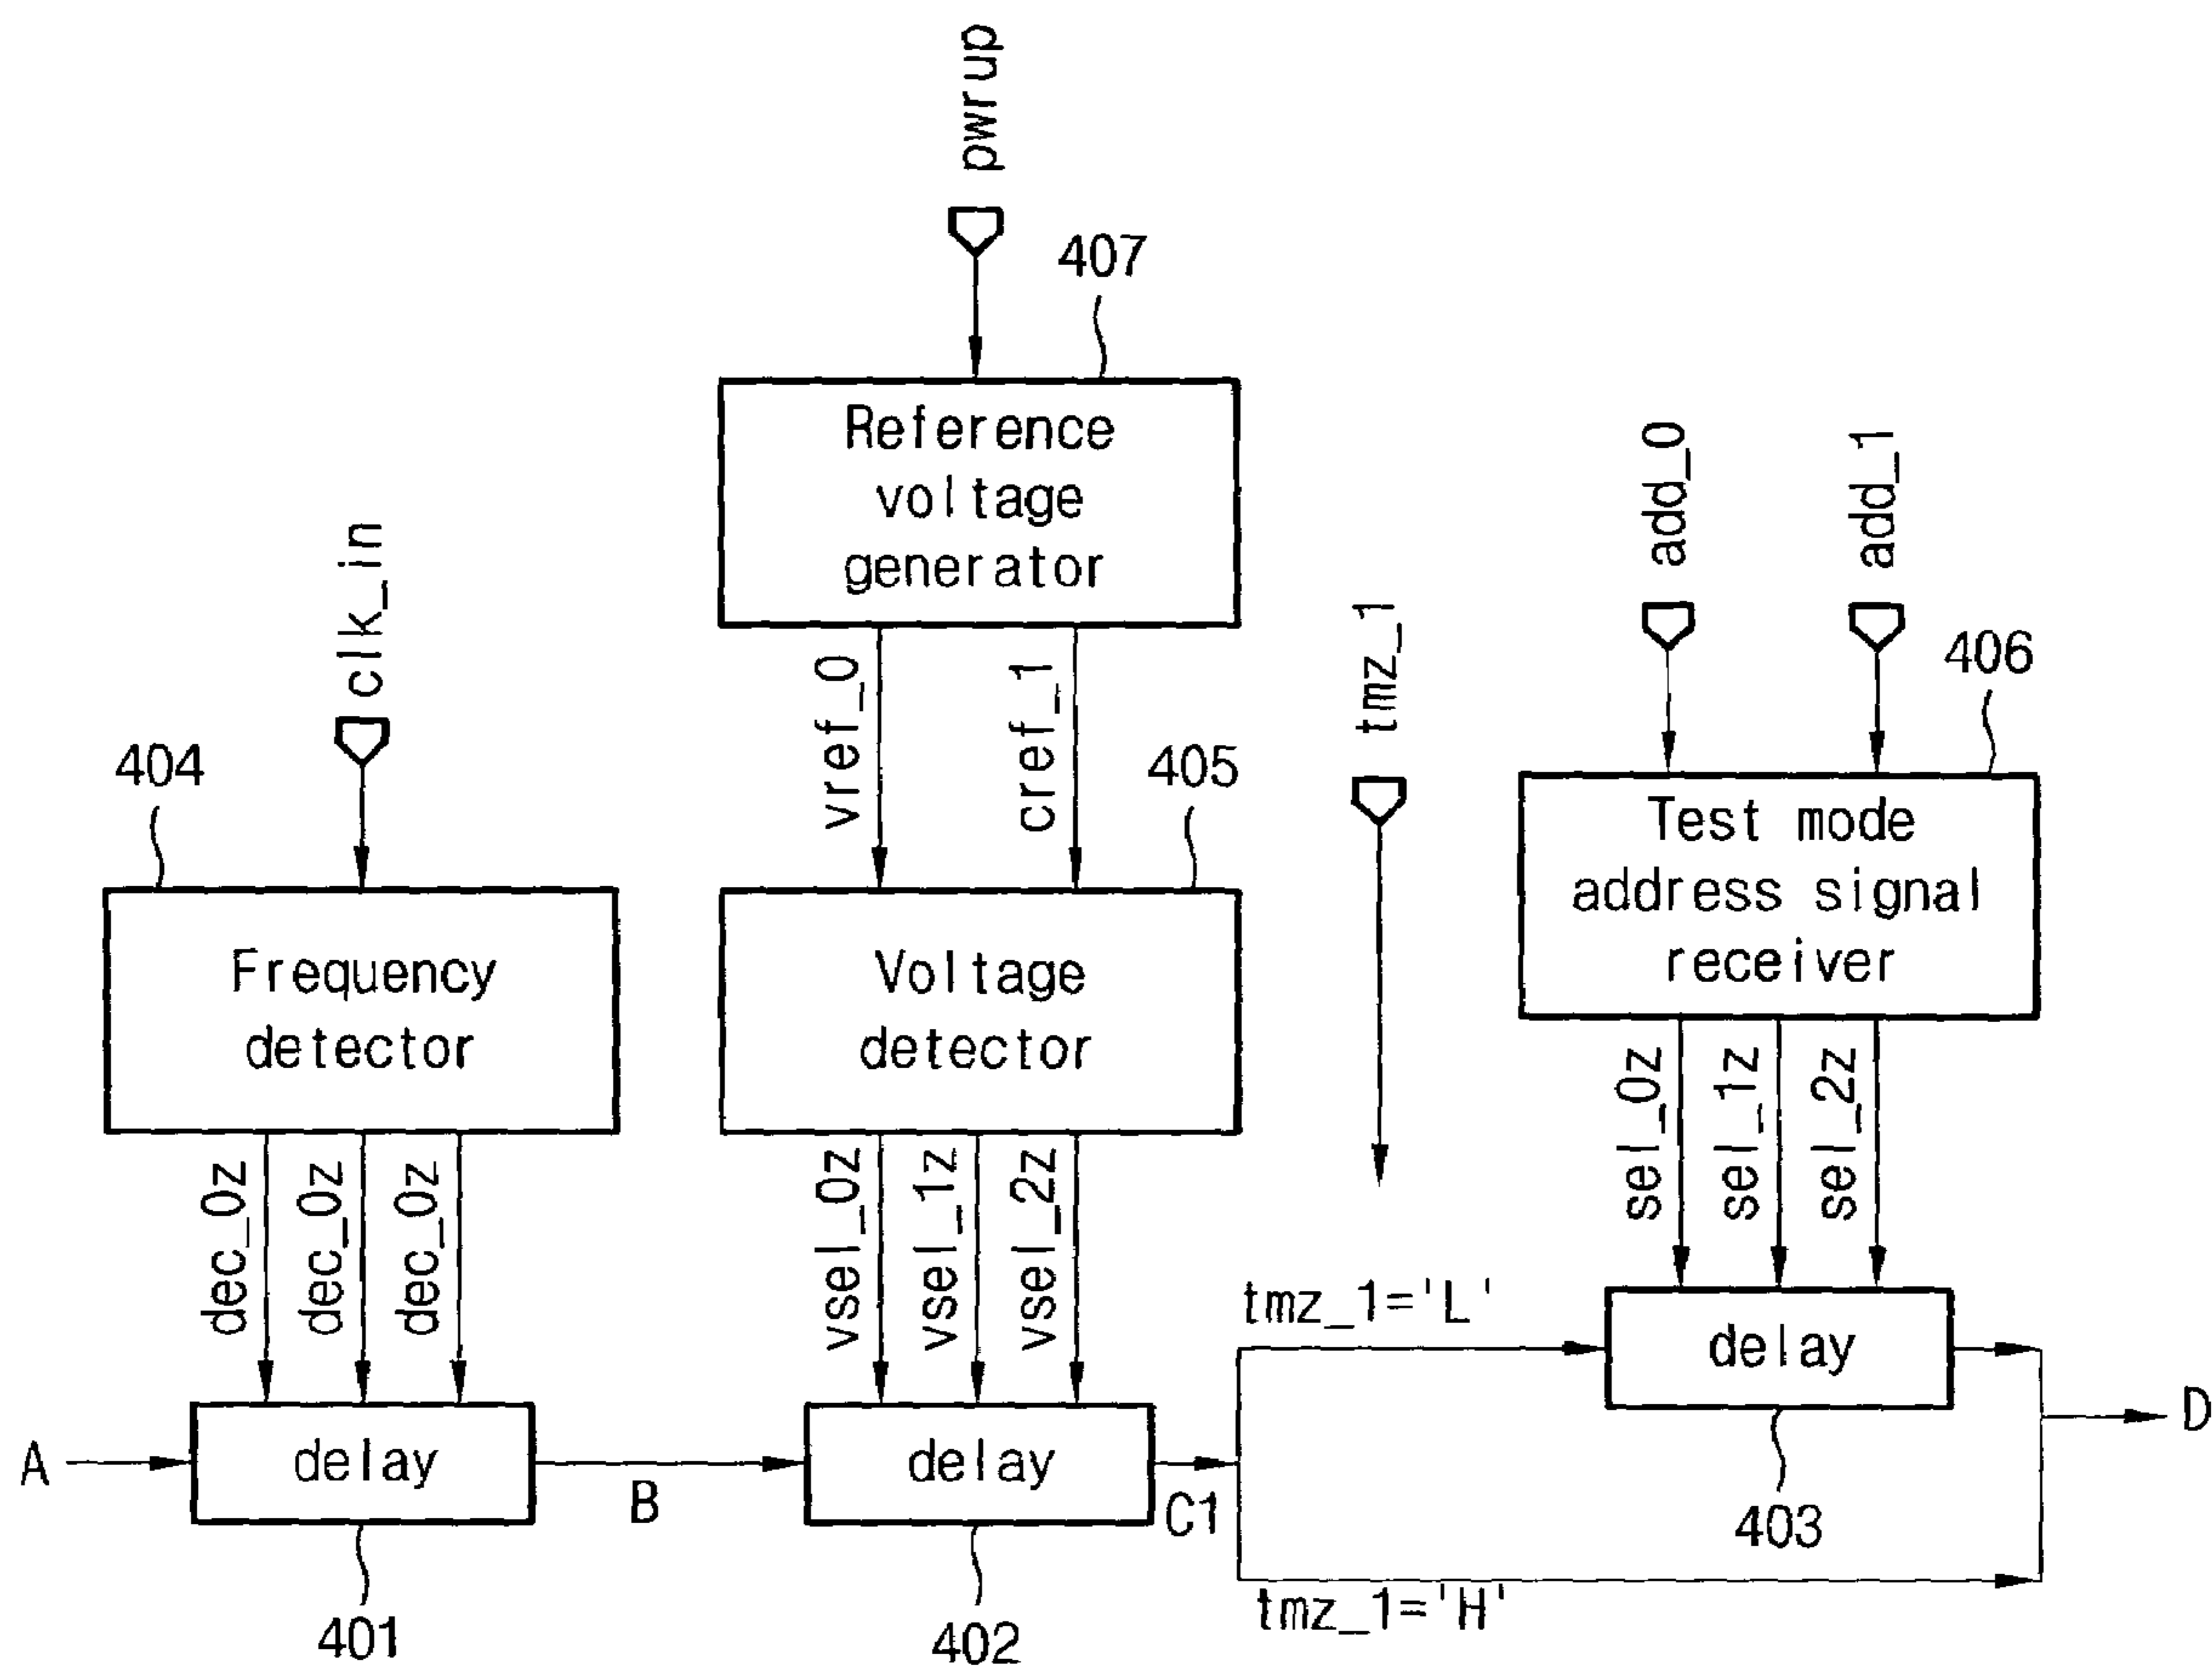 pwrup
407
Reference
voltage
generator
clk_in
vref_0
cref_1
tmz_1
add_0
add_1
406
404
405
Test mode
address signal
receiver
Frequency
detector
Voltage
detector
dec_0z
dec_0z
dec_0z
vsel_0z
vsel_1z
vsel_2z
sel_0z
sel_1z
sel_2z
tmz_1='L'
delay
403
A
delay
B
delay
C1
D
tmz_1='H'
401
402